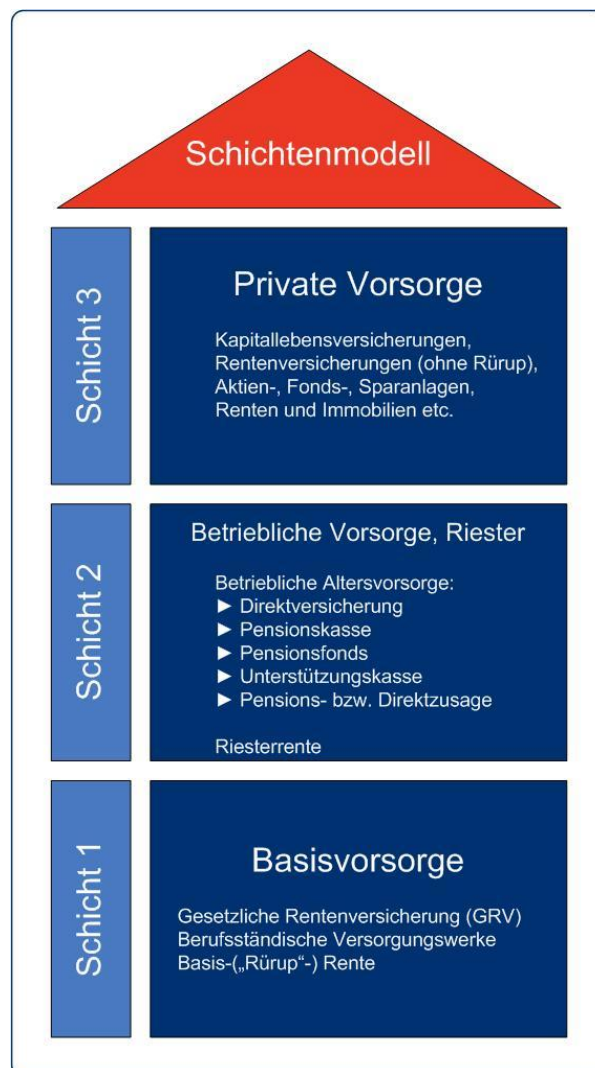 Schichtenmodell
Schicht 3
Private Vorsorge
Kapitallebensversicherungen,
Rentenversicherungen (ohne Rürup),
Aktien-, Fonds-, Sparanlagen,
Renten und Immobilien etc.
Schicht 2
Betriebliche Vorsorge, Riester
Betriebliche Altersvorsorge:
► Direktversicherung
► Pensionskasse
► Pensionsfonds
► Unterstützungskasse
► Pensions- bzw. Direktzusage
Riesterrente
Schicht 1
Basisvorsorge
Gesetzliche Rentenversicherung (GRV)
Berufsständische Versorgungswerke
Basis-(„Rürup“-) Rente